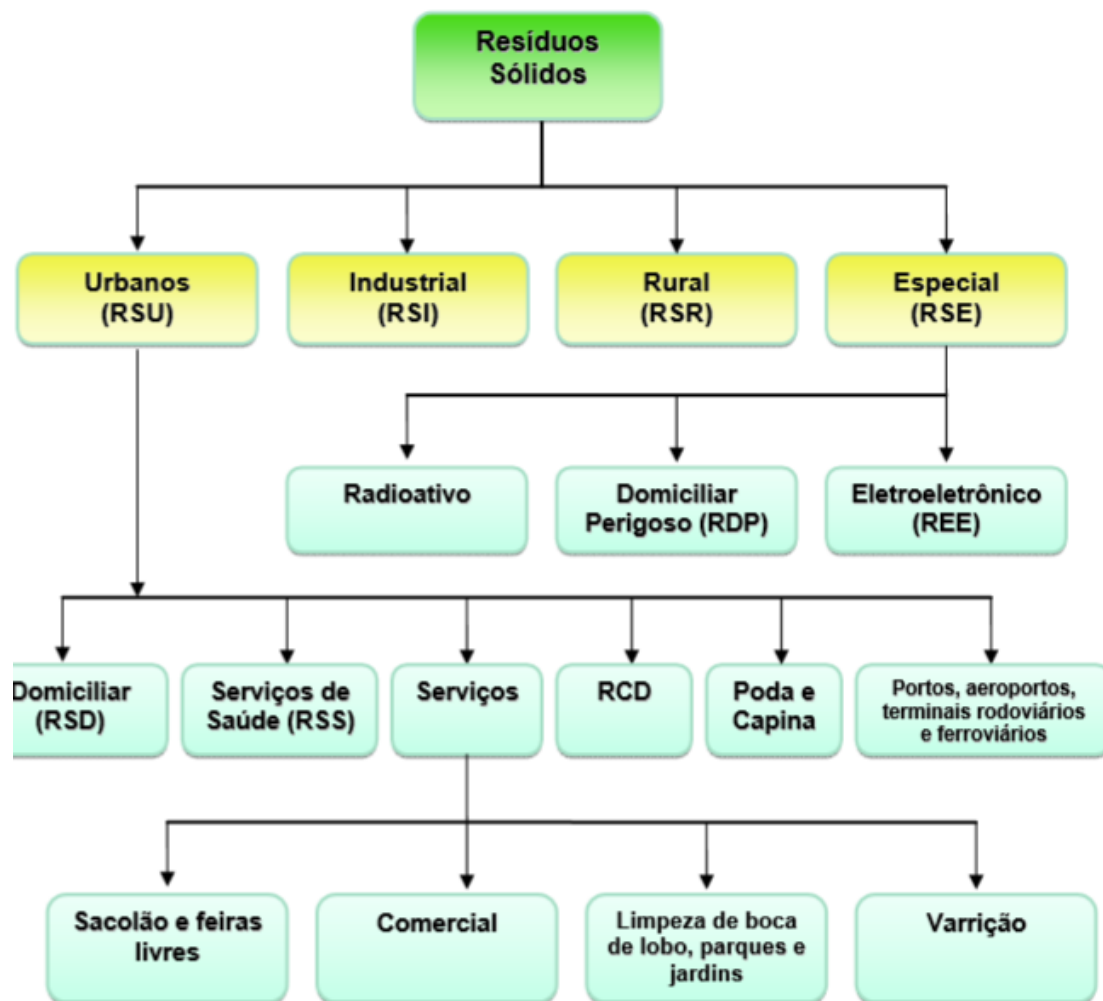 Resíduos
Sólidos
Urbanos
(RSU)
Industrial
(RSI)
Rural
(RSR)
Especial
(RSE)
Radioativo
Domiciliar
Perigoso (RDP)
Eletroeletrônico
(REE)
Domiciliar
(RSD)
Serviços de
Saúde (RSS)
Serviços
RCD
Poda e
Capina
Portos, aeroportos,
terminais rodoviários
e ferroviários
Sacolão e feiras
livres
Comercial
Limpeza de boca
de lobo, parques e
jardins
Varrição